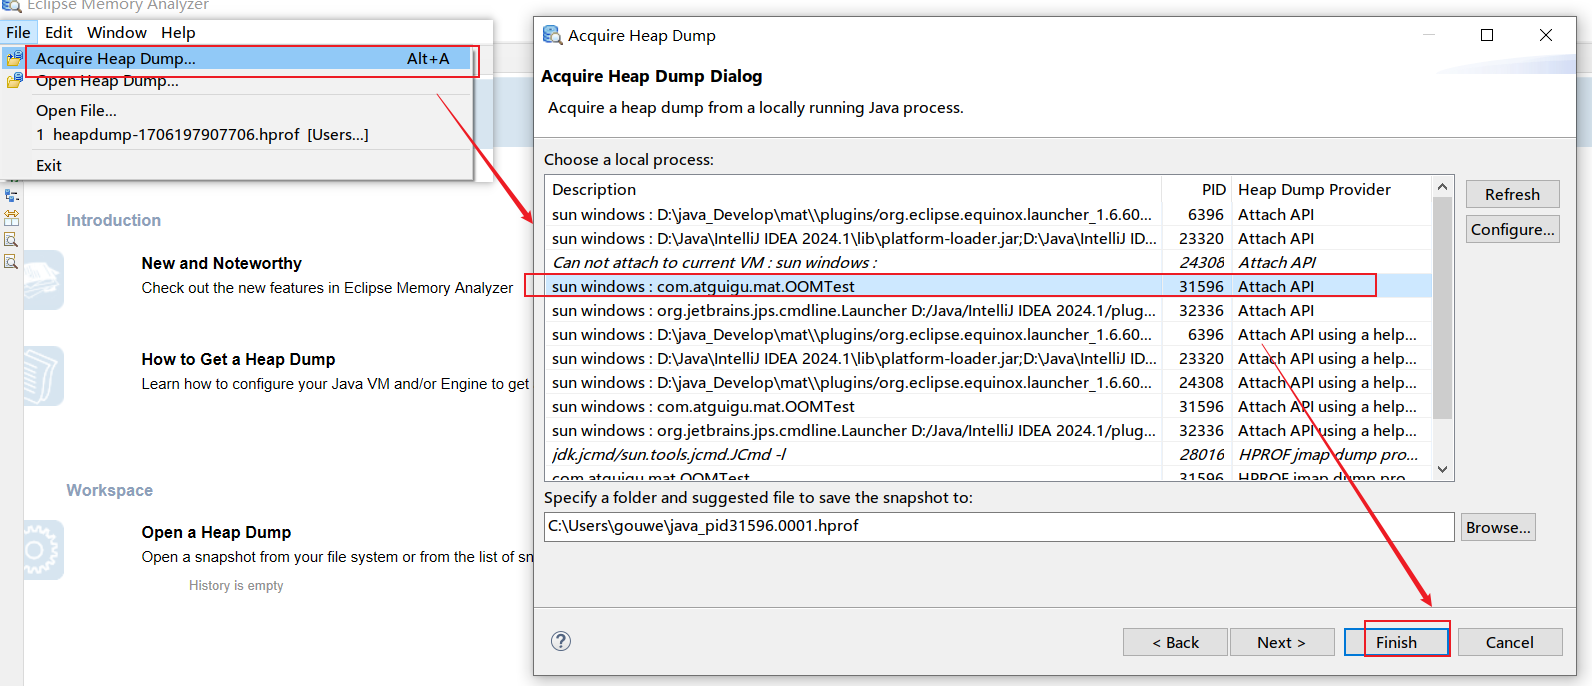 Eclipse Memory Analyzer
File Edit Window Help
Acquire Heap Dump... Alt+A
Open Heap Dump...
Open File...
1 heapdump-1706197907706.hprof [Users...]
Exit
Introduction
New and Noteworthy
Check out the new features in Eclipse Memory Analyzer
How to Get a Heap Dump
Learn how to configure your Java VM and/or Engine to get
Workspace
Open a Heap Dump
Open a snapshot from your file system or from the list of sn
History is empty
Acquire Heap Dump
Acquire Heap Dump Dialog
Acquire a heap dump from a locally running Java process.
Choose a local process:
Description PID Heap Dump Provider
sun windows : D:\java_Develop\mat\\plugins/org.eclipse.equinox.launcher_1.6.60... 6396 Attach API
sun windows : D:\Java\IntelliJ IDEA 2024.1\lib\platform-loader.jar;D:\Java\IntelliJ ID... 23320 Attach API
Can not attach to current VM : sun windows : 24308 Attach API
sun windows : com.atguigu.mat.OOMTest 31596 Attach API
sun windows : org.jetbrains.jps.cmdline.Launcher D:/Java/IntelliJ IDEA 2024.1/plug... 32336 Attach API
sun windows : D:\java_Develop\mat\\plugins/org.eclipse.equinox.launcher_1.6.60... 6396 Attach API using a help...
sun windows : D:\Java\IntelliJ IDEA 2024.1\lib\platform-loader.jar;D:\Java\IntelliJ ID... 23320 Attach API using a help...
sun windows : D:\java_Develop\mat\\plugins/org.eclipse.equinox.launcher_1.6.60... 24308 Attach API using a help...
sun windows : com.atguigu.mat.OOMTest 31596 Attach API using a help...
sun windows : org.jetbrains.jps.cmdline.Launcher D:/Java/IntelliJ IDEA 2024.1/plug... 32336 Attach API using a help...
jdk.jcmd/sun.tools.jcmd.JCmd -l 28016 HPROF jmap dump pro...
com.atguigu.mat.OOMTest 31596 HPROF jmap dump pro...
Refresh
Configure...
Specify a folder and suggested file to save the snapshot to:
C:\Users\gouwe\java_pid31596.0001.hprof
Browse...
?
< Back Next > Finish Cancel